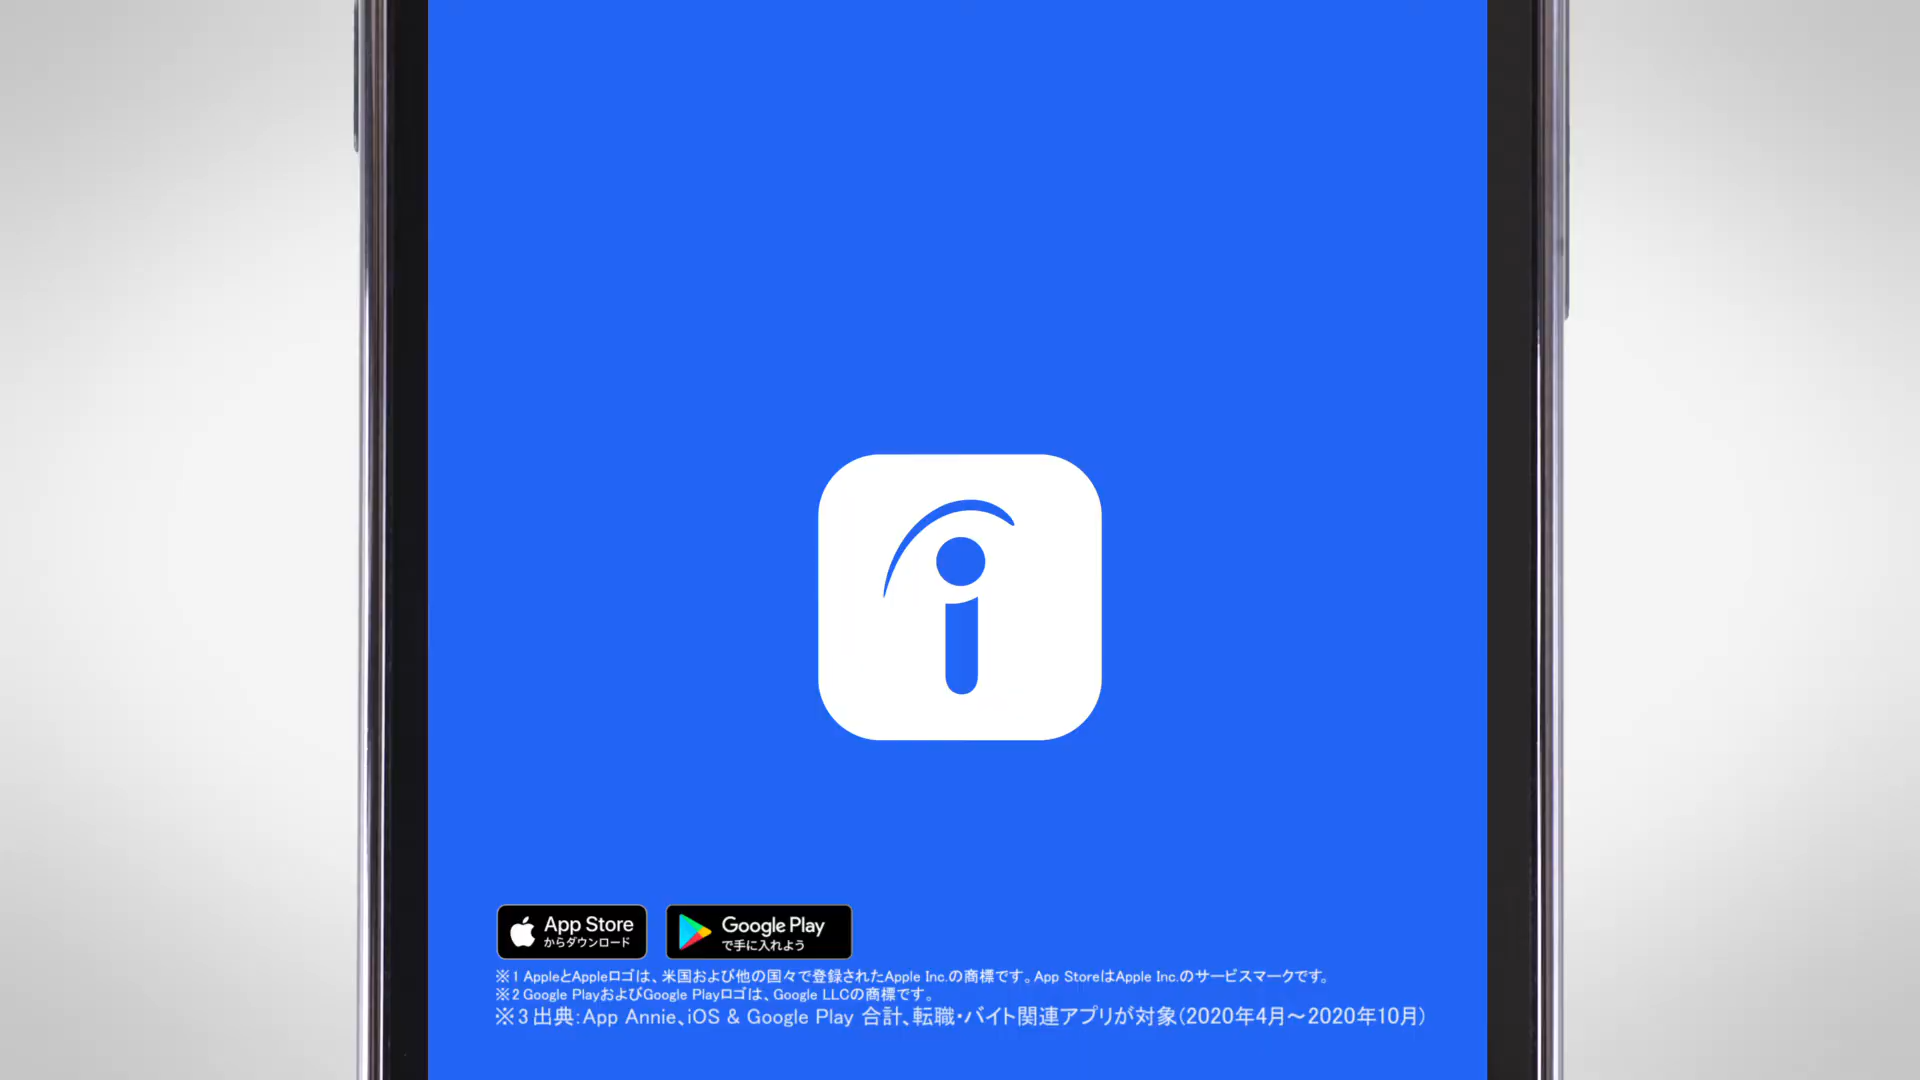 App Store
からダウンロード
Google Play
で手に入れよう
※1 AppleとAppleロゴは、米国および他の国々で登録されたApple Inc.の商標です。App StoreはApple Inc.のサービスマークです。
※2 Google PlayおよびGoogle Playロゴは、Google LLCの商標です。
※3 出典:App Annie、iOS & Google Play 合計、転職・バイト関連アプリが対象(2020年4月〜2020年10月)